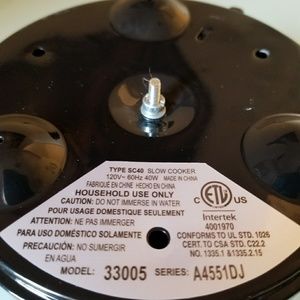 TYPE SC40 SLOW COOKER
120V~ 60Hz 40W MADE IN CHINA
FABRIQUÉ EN CHINE HECHO EN CHINA
HOUSEHOLD USE ONLY
CAUTION: DO NOT IMMERSE IN WATER
POUR USAGE DOMESTIQUE SEULEMENT
ATTENTION: NE PAS IMMERGER
PARA USO DOMÉSTICO SOLAMENTE
PRECAUCIÓN: NO SUMERGIR
EN AGUA
C ETL US
LISTED
Intertek
4001970
CONFORMS TO UL STD. 1026
CERT. TO CSA STD. C22.2
NO. 1335.1 &1335.2.15
MODEL: 33005 SERIES: A4551DJ